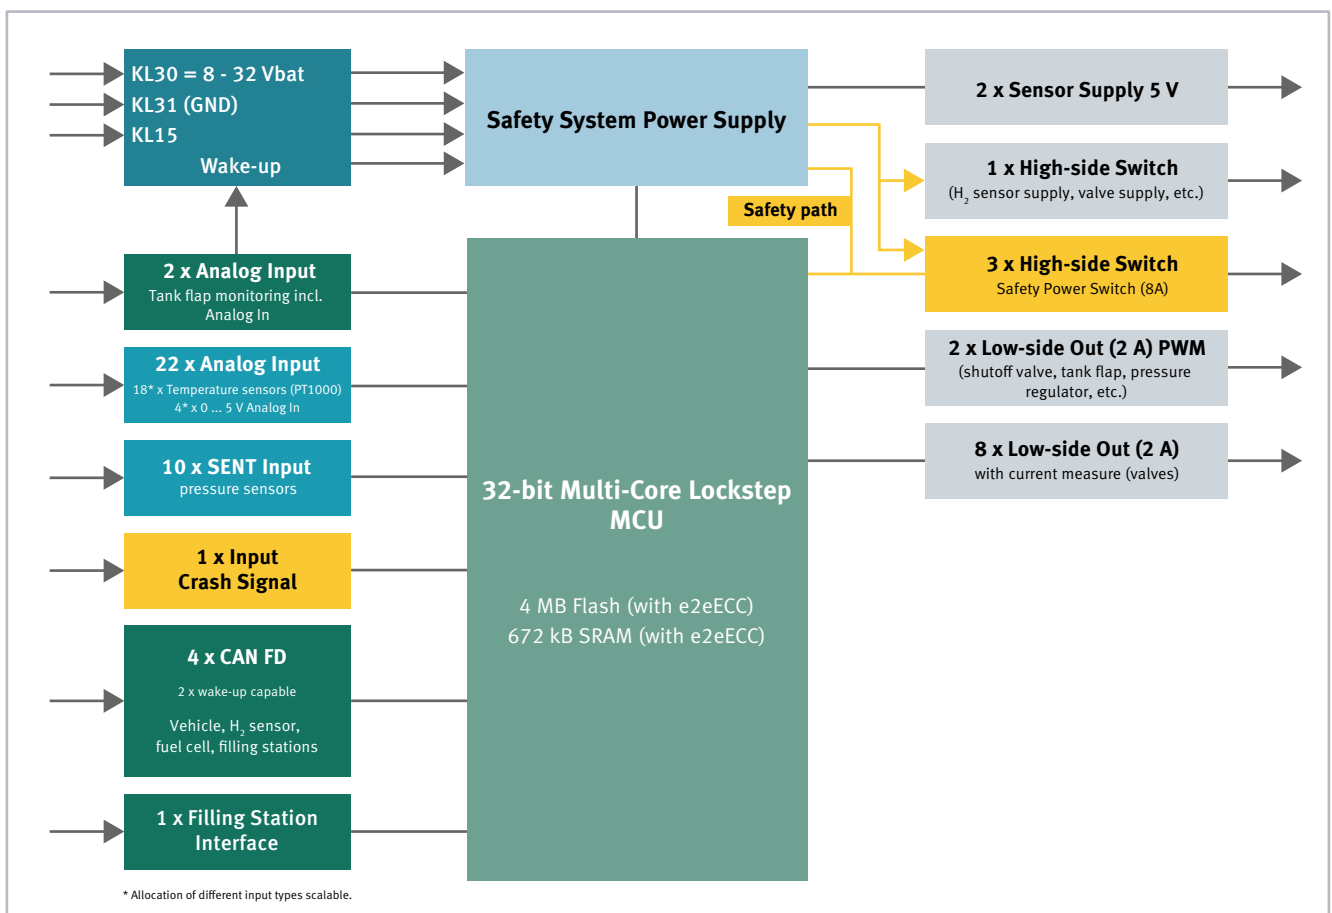 KL30 = 8 - 32 Vbat
KL31 (GND)
KL15
Wake-up
2 x Analog Input
Tank flap monitoring incl.
Analog In
22 x Analog Input
18* x Temperature sensors (PT1000)
4* x 0 ... 5 V Analog In
10 x SENT Input
pressure sensors
1 x Input
Crash Signal
4 x CAN FD
2 x wake-up capable
Vehicle, H₂ sensor,
fuel cell, filling stations
1 x Filling Station
Interface
* Allocation of different input types scalable.
Safety System Power Supply
Safety path
32-bit Multi-Core Lockstep
MCU
4 MB Flash (with e2eECC)
672 kB SRAM (with e2eECC)
2 x Sensor Supply 5 V
1 x High-side Switch
(H₂ sensor supply, valve supply, etc.)
3 x High-side Switch
Safety Power Switch (8A)
2 x Low-side Out (2 A) PWM
(shutoff valve, tank flap, pressure
regulator, etc.)
8 x Low-side Out (2 A)
with current measure (valves)